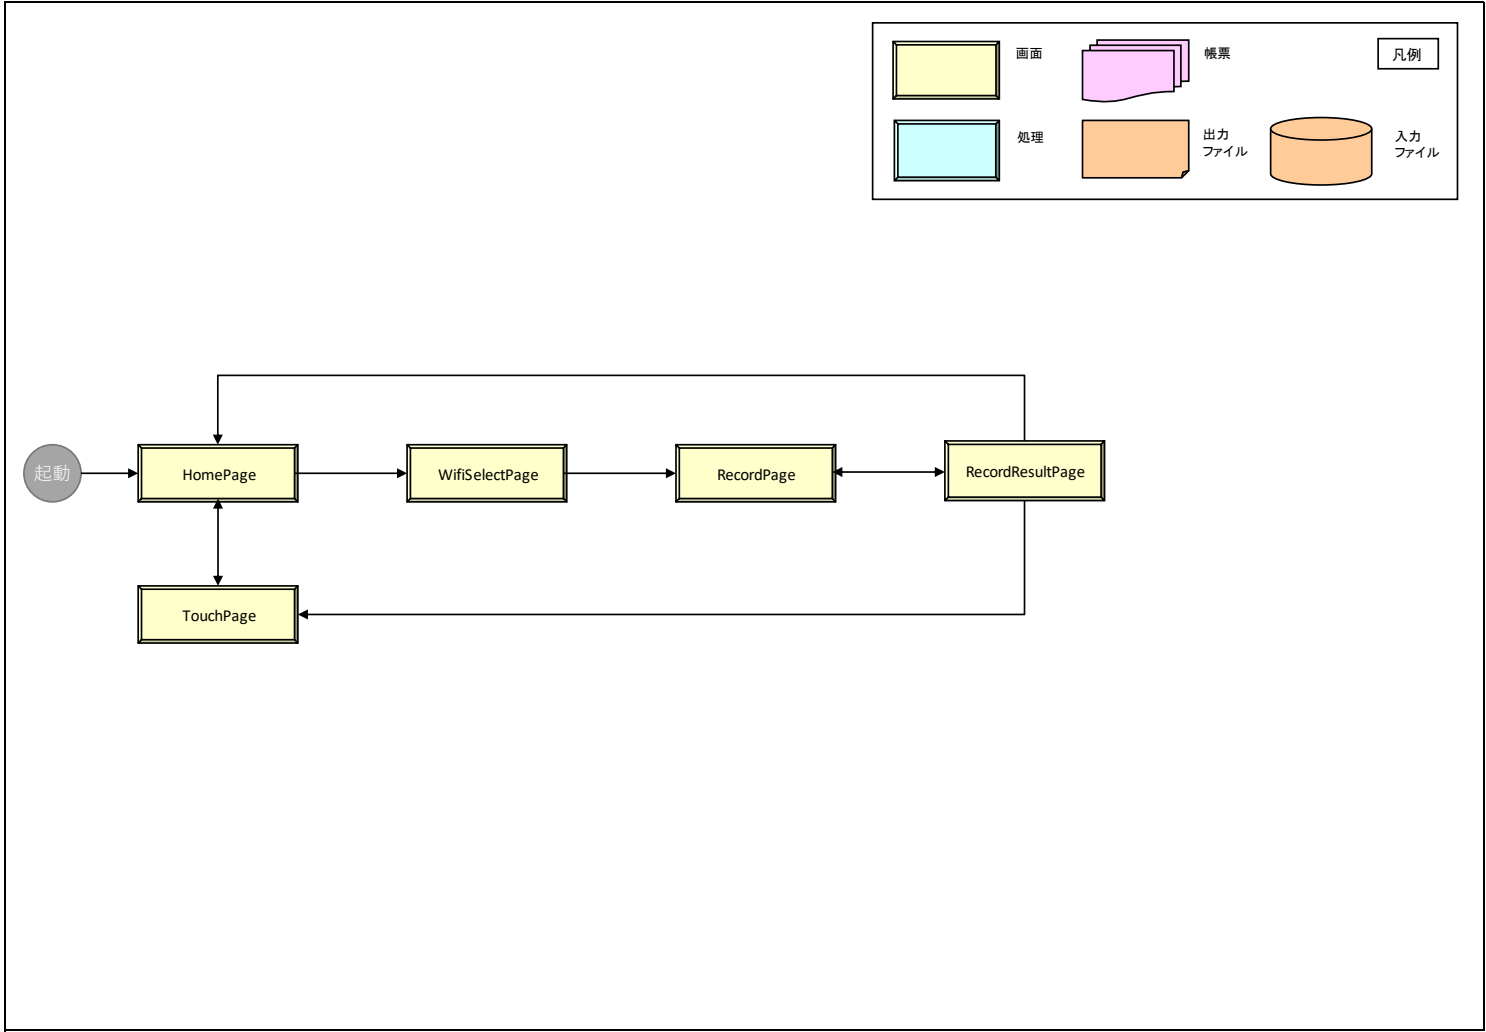 画面
帳票
凡例
処理
出力
ファイル
入力
ファイル
起動
HomePage
WifiSelectPage
RecordPage
RecordResultPage
TouchPage